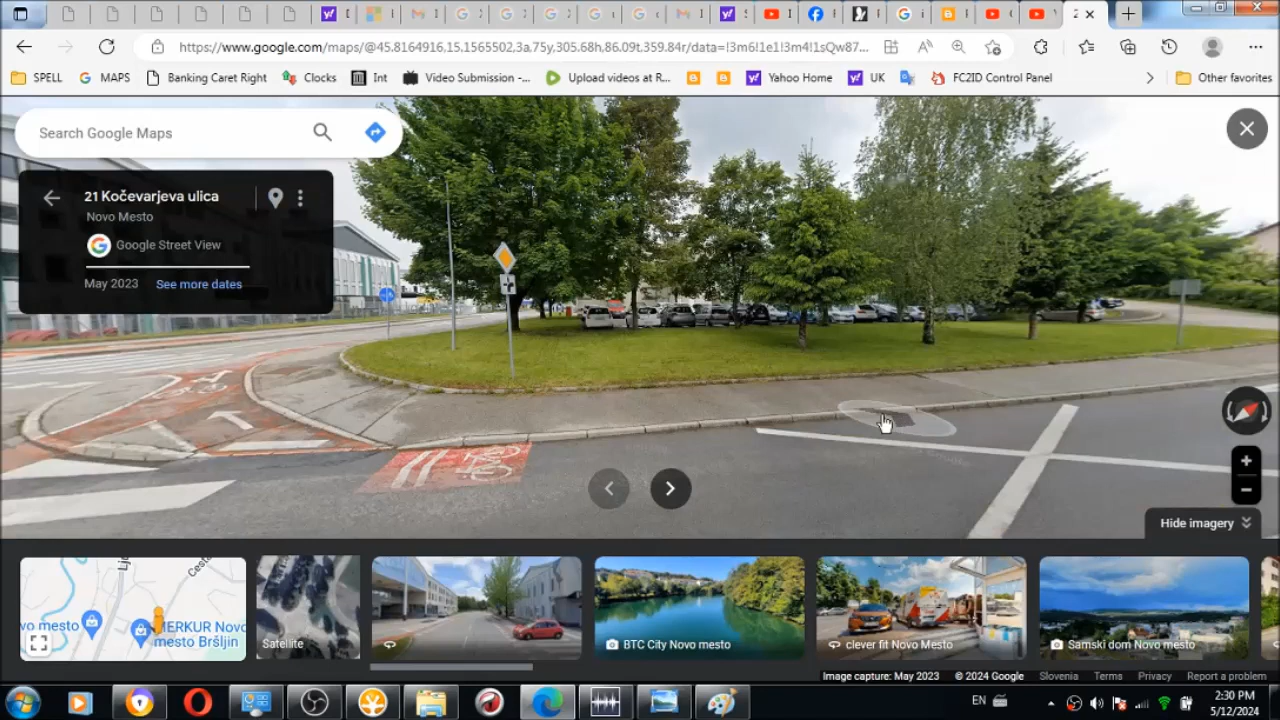 https://www.google.com/maps/@45.8164916,15.1565502,3a,75y,305.68h,86.09t,359.84r/data=!3m6!1e1!3m4!1sQw87...
SPELL MAPS Banking Caret Right Clocks Int Video Submission -... Upload videos at R... Yahoo Home UK FC2ID Control Panel Other favorites
Search Google Maps
21 Kočevarjeva ulica
Novo Mesto
Google Street View
May 2023 See more dates
Hide imagery
vo mesto
MERKUR Novo
mesto Bršljin
Satellite
BTC City Novo mesto
clever fit Novo Mesto
Samski dom Novo mesto
Image capture: May 2023 © 2024 Google Slovenia Terms Privacy Report a problem
EN
2:30 PM
5/12/2024